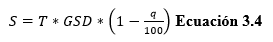 S = T * GSD * (1 − q/100) Ecuación 3.4